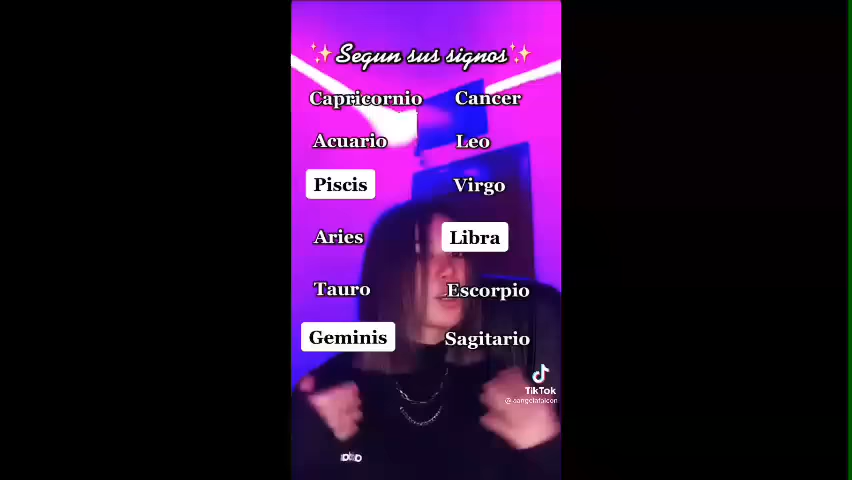 Segun sus signos
Capricornio Cancer
Acuario Leo
Piscis Virgo
Aries Libra
Tauro Escorpio
Geminis Sagitario
TikTok